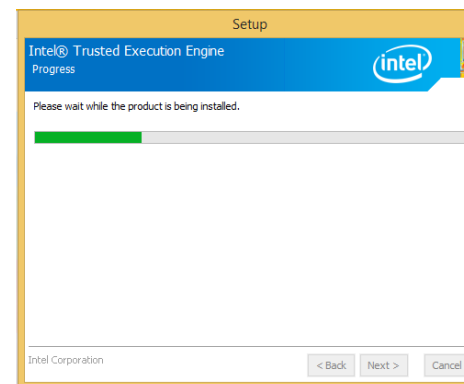 Setup
Intel® Trusted Execution Engine
Progress
intel
Please wait while the product is being installed.
Intel Corporation
< Back
Next >
Cancel